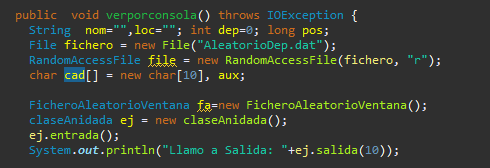 public void verporconsola() throws IOException {
String nom="",loc=""; int dep=0; long pos;
File fichero = new File("AleatorioDep.dat");
RandomAccessFile file = new RandomAccessFile(fichero, "r");
char cad[] = new char[10], aux;
FicheroAleatorioVentana fa=new FicheroAleatorioVentana();
claseAnidada ej = new claseAnidada();
ej.entrada();
System.out.println("Llamo a Salida: "+ej.salida(10));